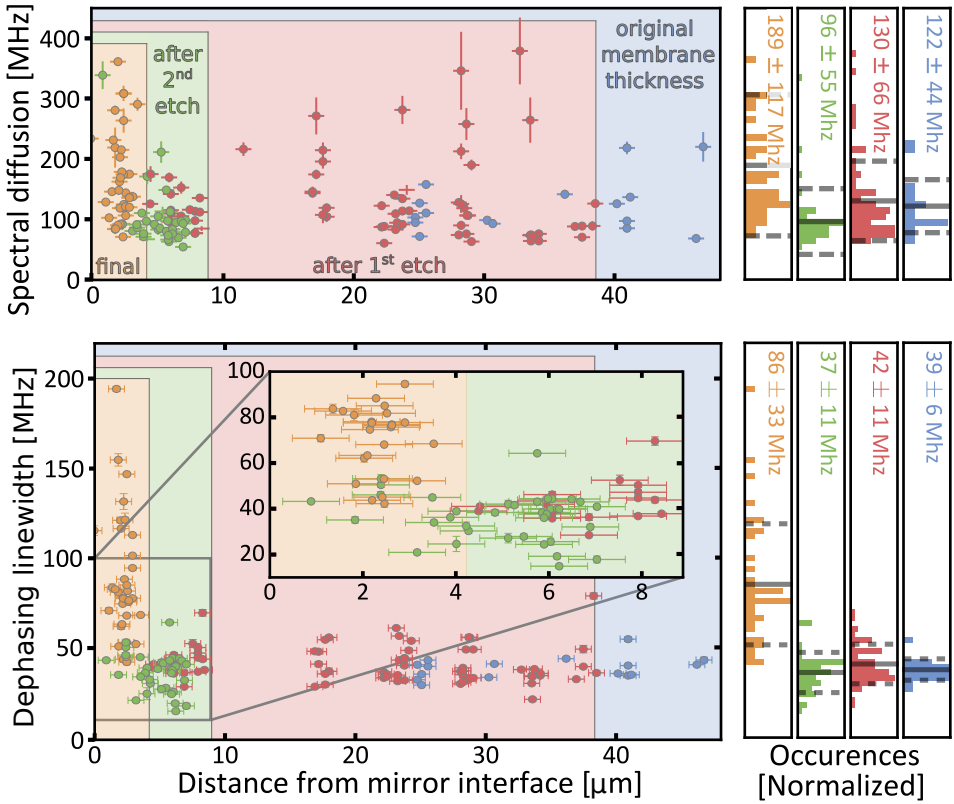 Spectral diffusion [MHz]
400
300
200
100
0
after
2nd
etch
original
membrane
thickness
final
after 1st etch
0
10
20
30
40
189 ± 117 Mhz
96 ± 55 Mhz
130 ± 66 Mhz
122 ± 44 Mhz
Dephasing linewidth [MHz]
200
150
100
50
0
100
80
60
40
20
0
2
4
6
8
0
10
20
30
40
Distance from mirror interface [μm]
86 ± 33 Mhz
37 ± 11 Mhz
42 ± 11 Mhz
39 ± 6 Mhz
Occurences
[Normalized]